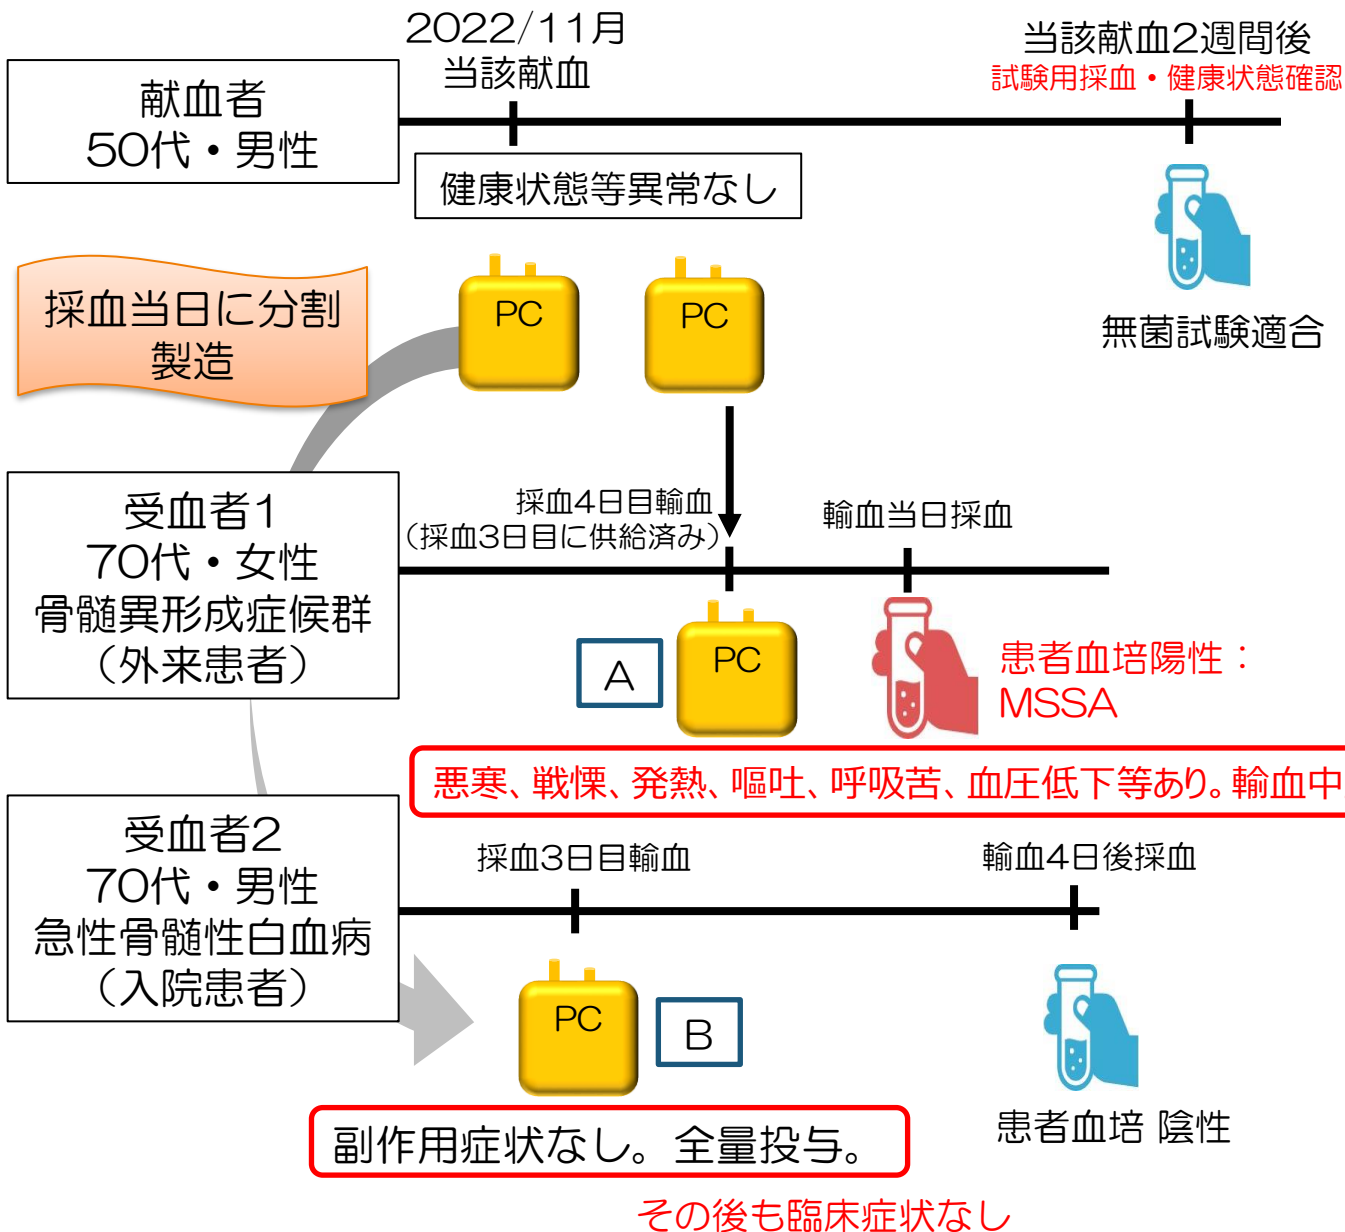 2022/11月
当該献血
当該献血2週間後
試験用採血・健康状態確認
献血者
50代・男性
健康状態等異常なし
無菌試験適合
採血当日に分割
製造
PC
PC
受血者1
70代・女性
骨髄異形成症候群
（外来患者）
採血4日目輸血
（採血3日目に供給済み）
輸血当日採血
A
PC
患者血培陽性：
MSSA
悪寒、戦慄、発熱、嘔吐、呼吸苦、血圧低下等あり。輸血中
受血者2
70代・男性
急性骨髄性白血病
（入院患者）
採血3日目輸血
輸血4日後採血
PC
B
患者血培 陰性
副作用症状なし。全量投与。
その後も臨床症状なし